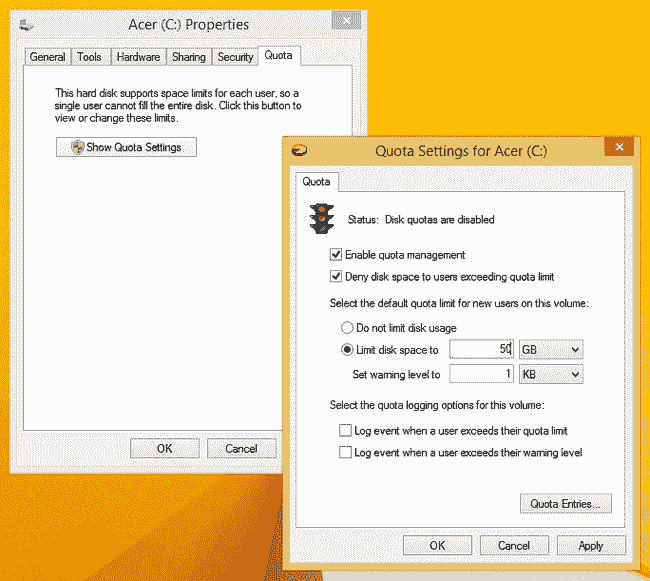 Acer (C:) Properties
General Tools Hardware Sharing Security Quota
This hard disk supports space limits for each user, so a
single user cannot fill the entire disk. Click this button to
view or change these limits.
Show Quota Settings
OK Cancel
Quota Settings for Acer (C:)
Quota
Status: Disk quotas are disabled
Enable quota management
Deny disk space to users exceeding quota limit
Select the default quota limit for new users on this volume:
Do not limit disk usage
Limit disk space to 50 GB
Set warning level to 1 KB
Select the quota logging options for this volume:
Log event when a user exceeds their quota limit
Log event when a user exceeds their warning level
Quota Entries...
OK Cancel Apply